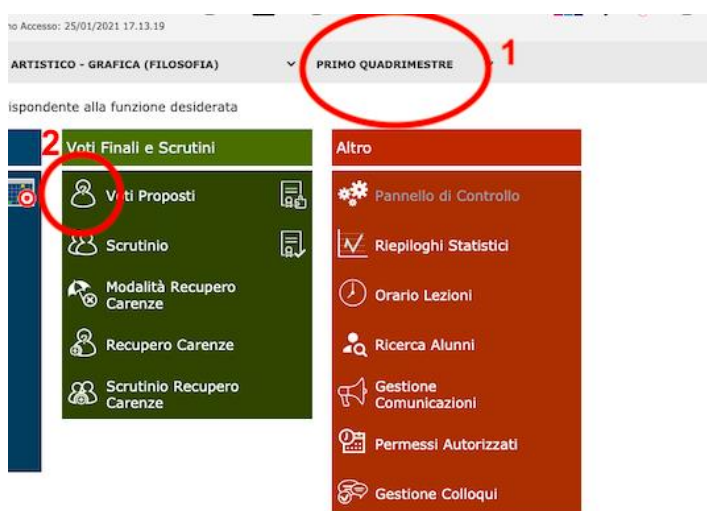 no Accesso: 25/01/2021 17.13.19
ARTISTICO - GRAFICA (FILOSOFIA)
PRIMO QUADRIMESTRE
1
rispondente alla funzione desiderata
2
Voti Finali e Scrutini
Voti Proposti
Scrutinio
Modalità Recupero
Carenze
Recupero Carenze
Scrutinio Recupero
Carenze
Altro
Pannello di Controllo
Riepiloghi Statistici
Orario Lezioni
Ricerca Alunni
Gestione
Comunicazioni
Permessi Autorizzati
Gestione Colloqui